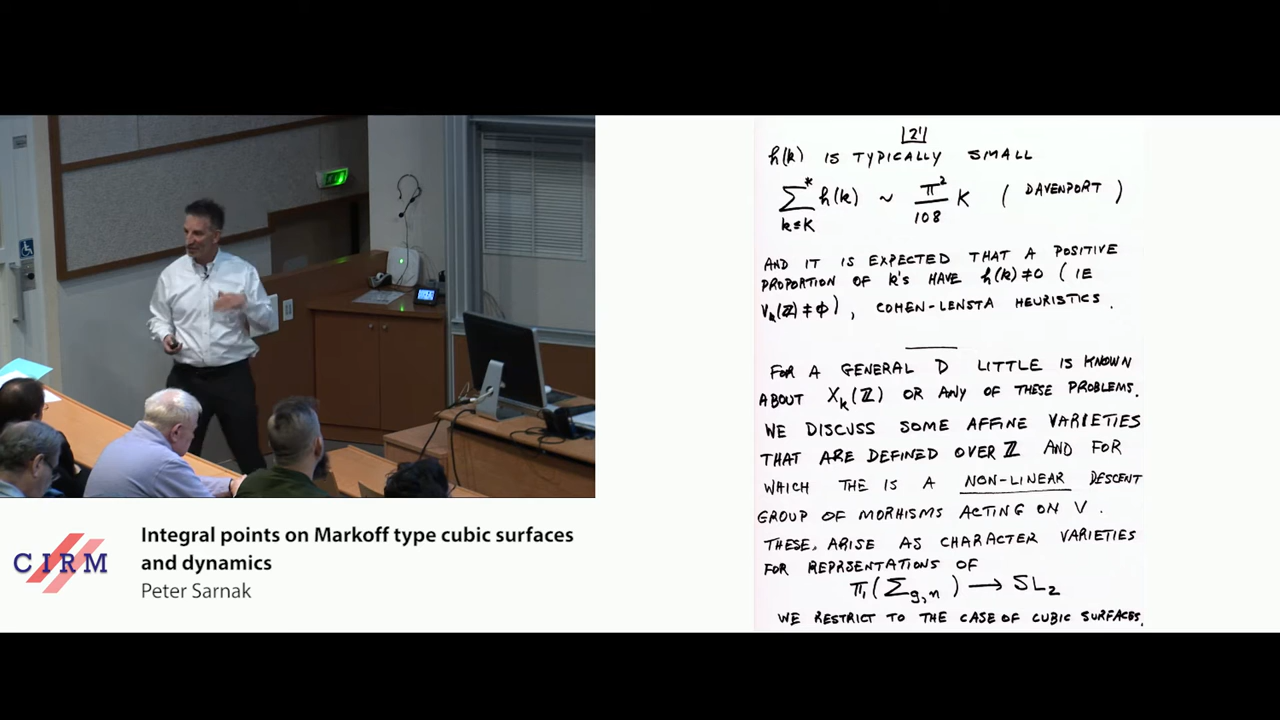 |2'|
h(k) IS TYPICALLY SMALL
∑* h(k) ~ π²/108 K ( DAVENPORT )
k≤K
AND IT IS EXPECTED THAT A POSITIVE
PROPORTION OF k'S HAVE h(k)≠0 ( IE
V_k(ℤ)≠φ) , COHEN-LENSTA HEURISTICS .
FOR A GENERAL D LITTLE IS KNOWN
ABOUT X_k(ℤ) OR ANY OF THESE PROBLEMS.
WE DISCUSS SOME AFFINE VARIETIES
THAT ARE DEFINED OVER ℤ AND FOR
WHICH THE IS A NON-LINEAR DESCENT
GROUP OF MORHISMS ACTING ON V .
THESE, ARISE AS CHARACTER VARIETIES
FOR REPRSNTATIONS OF
π₁( ∑_g,n ) → SL₂
WE RESTRICT TO THE CASE OF CUBIC SURFACES.
CIRM
Integral points on Markoff type cubic surfaces
and dynamics
Peter Sarnak